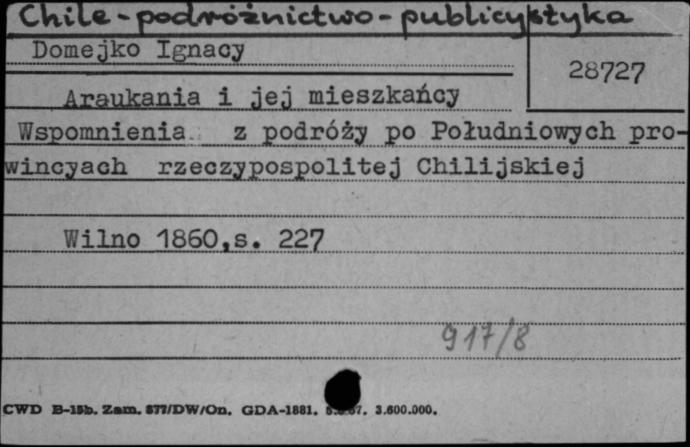 Chile - podróżnictwo - publicystyka
Domejko Ignacy
28727
Araukania i jej mieszkańcy
Wspomnienia z podróży po Południowych pro-
wincyach rzeczypospolitej Chilijskiej
Wilno 1860,s. 227
917/8
CWD B-15b. Zam. 877/DW/On. GDA-1881. 3.600.000.